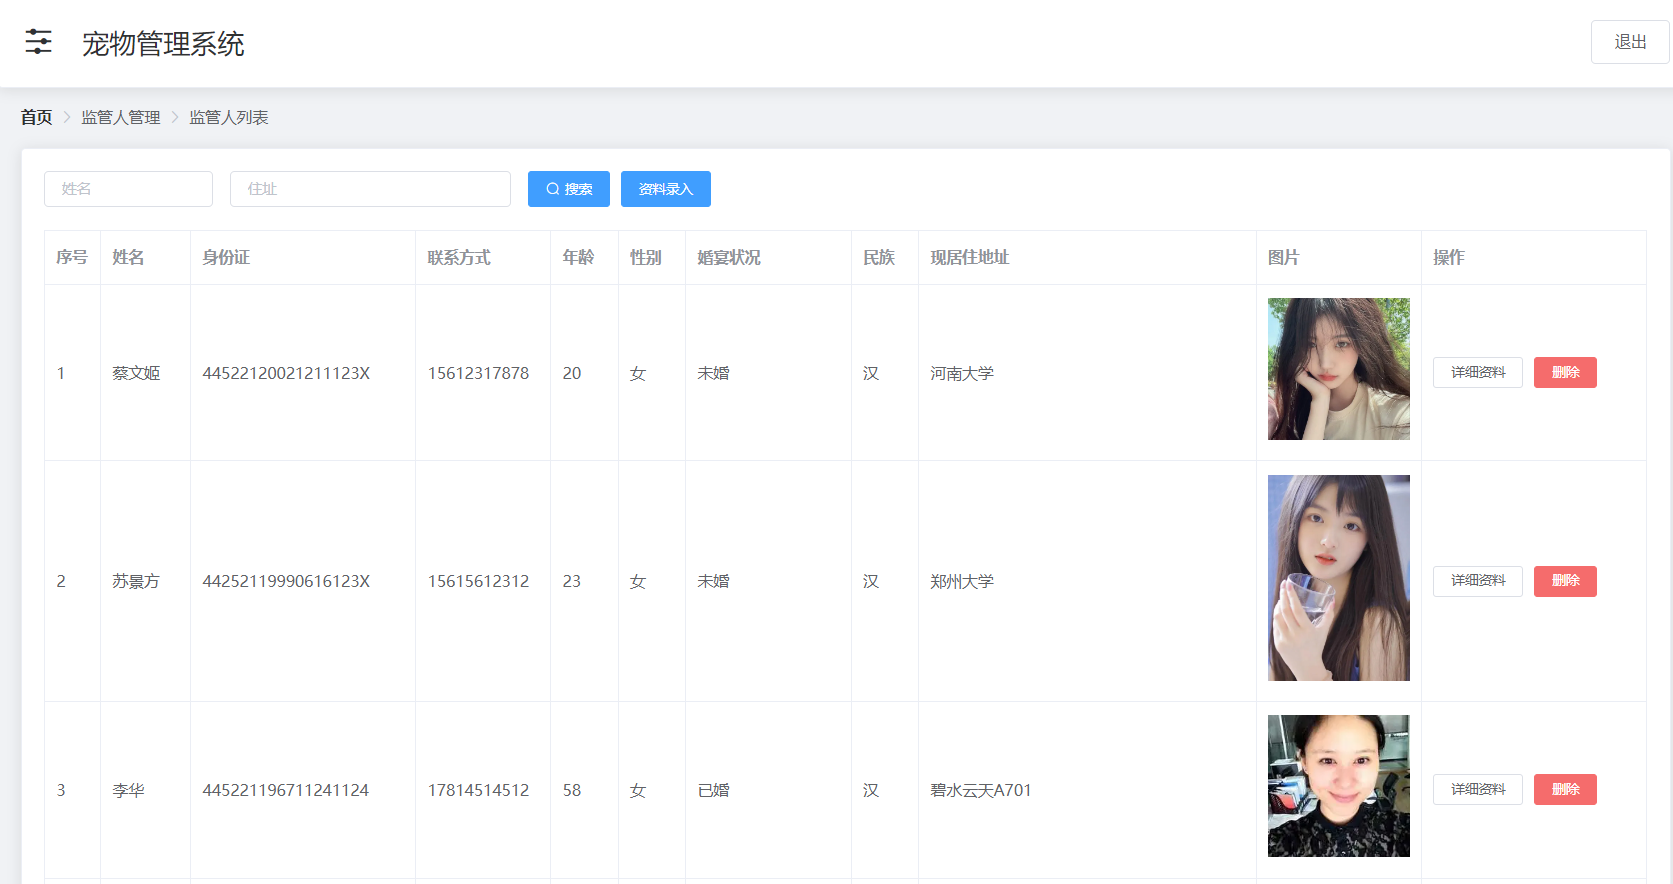 宠物管理系统
退出
首页 > 监管人管理 > 监管人列表
姓名 住址 搜索 资料录入
序号 姓名 身份证 联系方式 年龄 性别 婚宴状况 民族 现居住地址 图片 操作
1 蔡文姬 44522120021211123X 15612317878 20 女 未婚 汉 河南大学 详细资料 删除
2 苏景方 44252119990616123X 15615612312 23 女 未婚 汉 郑州大学 详细资料 删除
3 李华 445221196711241124 17814514512 58 女 已婚 汉 碧水云天A701 详细资料 删除